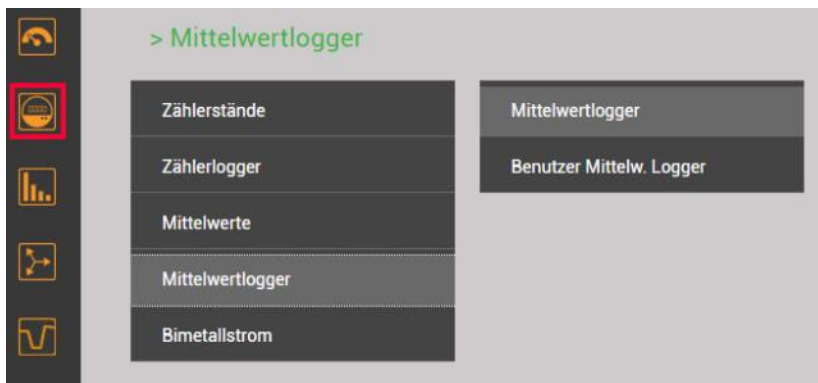 > Mittelwertlogger
Zählerstände
Zählerlogger
Mittelwerte
Mittelwertlogger
Bimetallstrom
Mittelwertlogger
Benutzer Mittelw. Logger